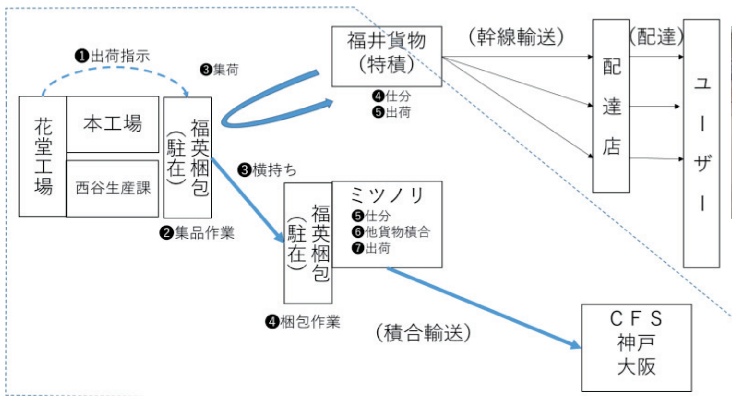 ❶出荷指示
❸集荷
福井貨物
(特積)
❹仕分
❺出荷
(幹線輸送)
(配達)
配達店
ユーザー
花堂工場
本工場
西谷生産課
福英梱包
(駐在)
❷集品作業
❸横持ち
福英梱包
(駐在)
❹梱包作業
ミツノリ
❺仕分
❻他貨物積合
❼出荷
(積合輸送)
ＣＦＳ
神戸
大阪